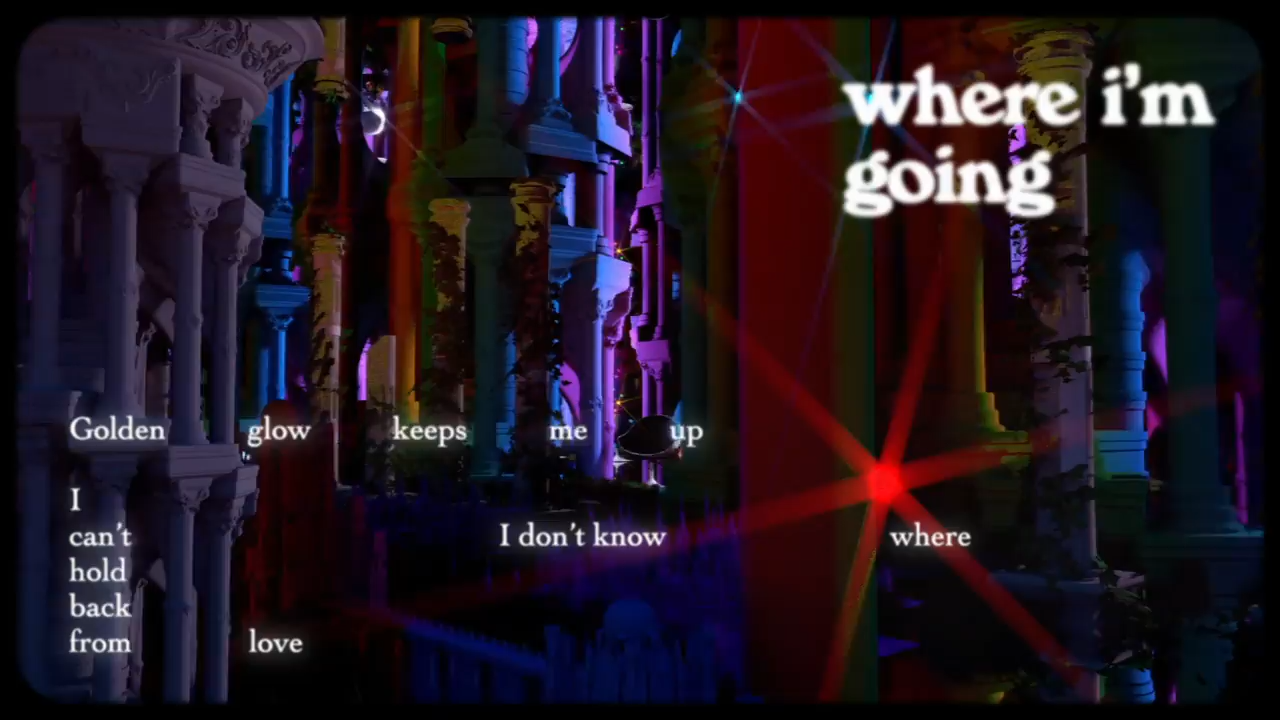 where i’m
going
Golden glow keeps me up
I
can’t
hold
back
from love
I don’t know where